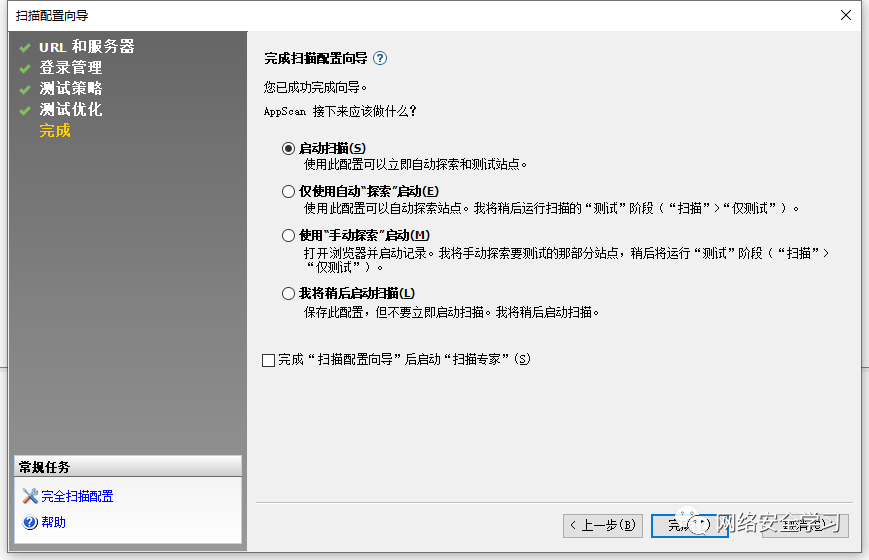 扫描配置向导
URL 和服务器
登录管理
测试策略
测试优化
完成
完成扫描配置向导
您已成功完成向导。
AppScan 接下来应该做什么?
启动扫描(S)
使用此配置可以立即自动探索和测试站点。
仅使用自动“探索”启动(E)
使用此配置可以自动探索站点。我将稍后运行扫描的“测试”阶段(“扫描”>“仅测试”)。
使用“手动探索”启动(M)
打开浏览器并启动记录。我将手动探索要测试的那部分站点,稍后将运行“测试”阶段(“扫描”>
“仅测试”)。
我将稍后启动扫描(L)
保存此配置,但不要立即启动扫描。我将稍后启动扫描。
完成“扫描配置向导”后启动“扫描专家”(S)
常规任务
完全扫描配置
帮助
< 上一步(B)
网络安全学习